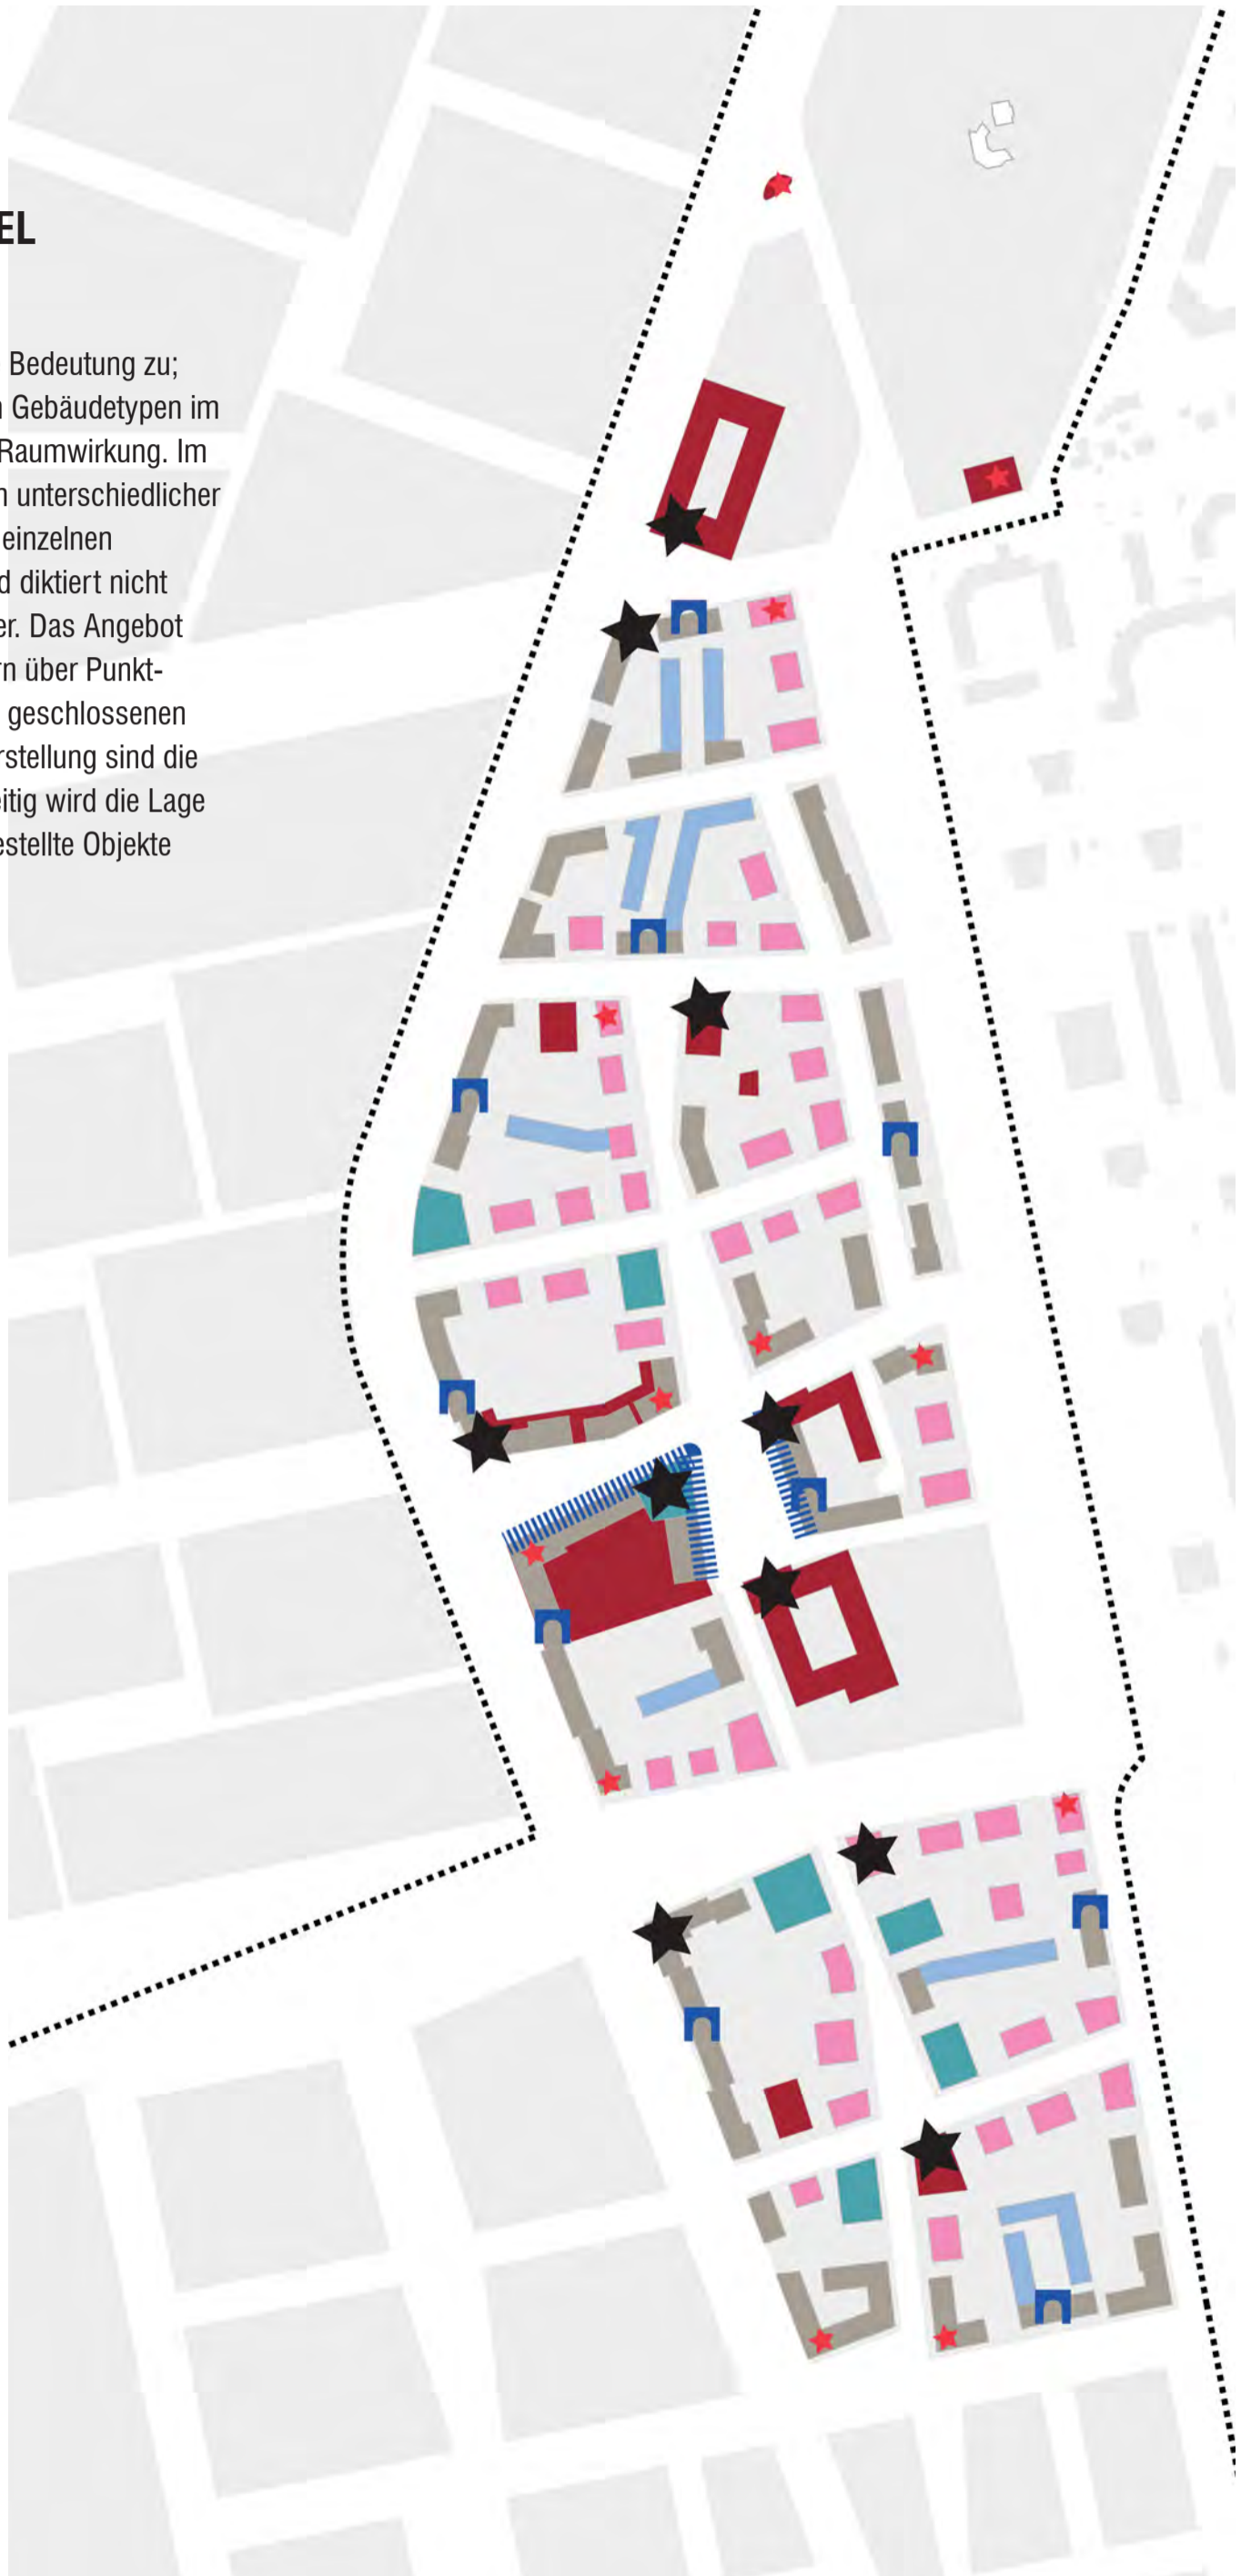 EL
Bedeutung zu;
n Gebäudetypen im
Raumwirkung. Im
n unterschiedlicher
einzelnen
d diktiert nicht
er. Das Angebot
rn über Punkt-
geschlossenen
rstellung sind die
eitig wird die Lage
estellte Objekte